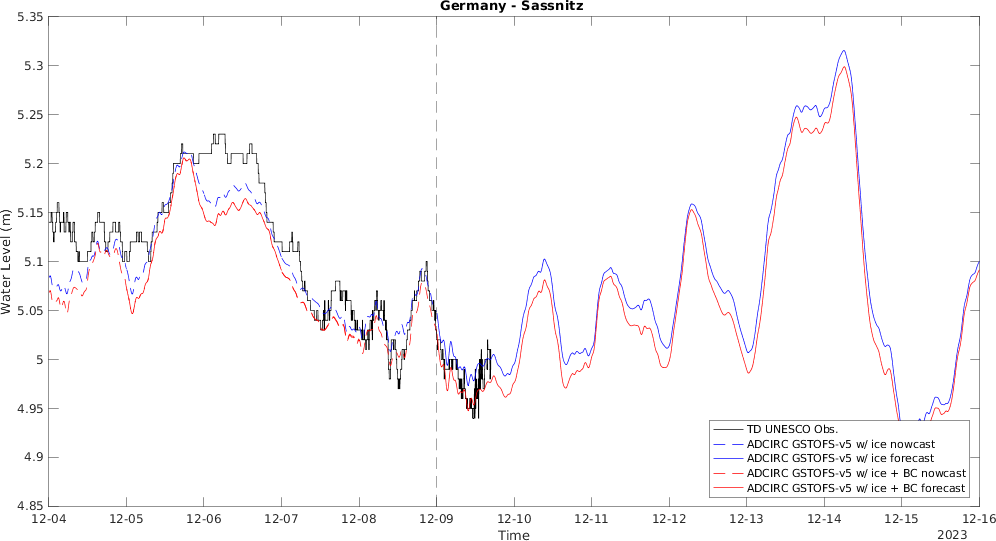 Germany - Sassnitz
5.35
5.3
5.25
5.2
5.15
5.1
5.05
5
4.95
4.9
4.85
Water Level (m)
TD UNESCO Obs.
ADCIRC GSTOFS-v5 w/ ice nowcast
ADCIRC GSTOFS-v5 w/ ice forecast
ADCIRC GSTOFS-v5 w/ ice + BC nowcast
ADCIRC GSTOFS-v5 w/ ice + BC forecast
12-04 12-05 12-06 12-07 12-08 12-09 12-10 12-11 12-12 12-13 12-14 12-15 12-16
Time
2023